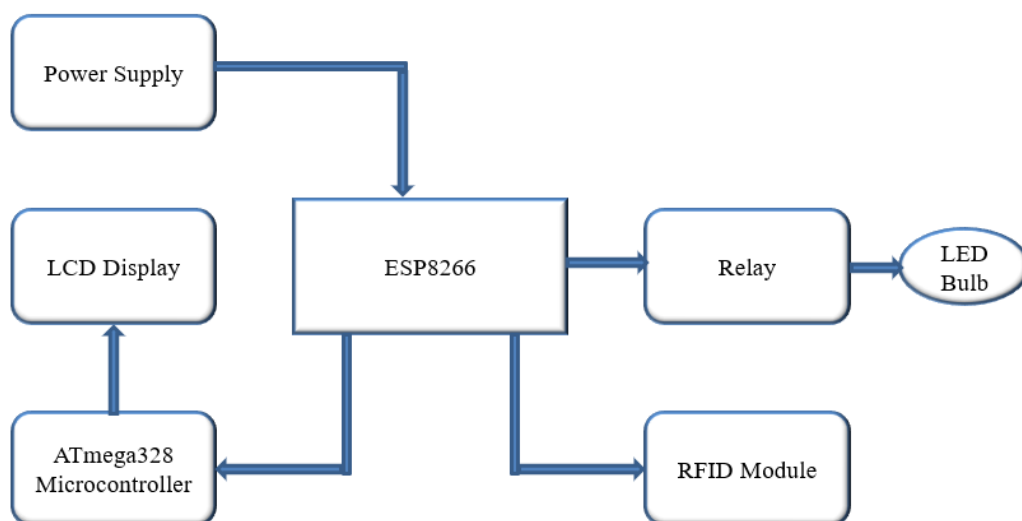 Power Supply
LCD Display
ESP8266
Relay
LED
Bulb
ATmega328
Microcontroller
RFID Module